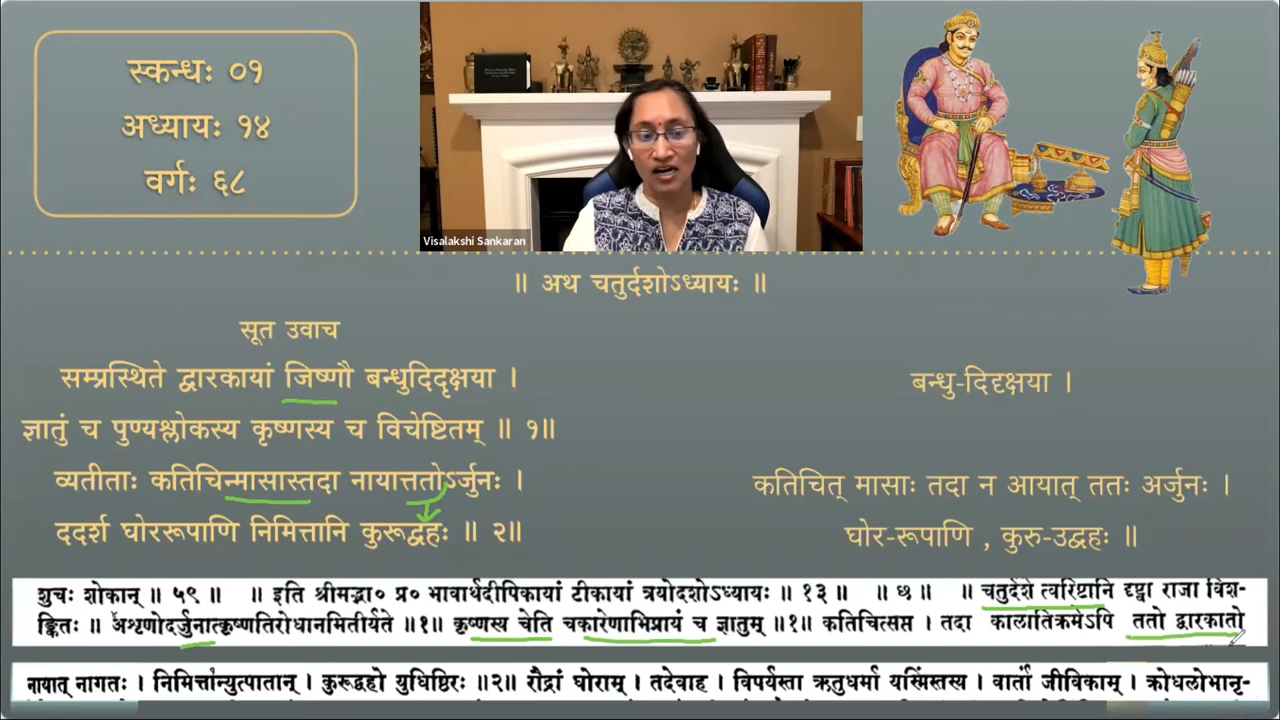 स्कन्धः ०१
अध्यायः १४
वर्गः ६८
Visalakshi Sankaran
॥ अथ चतुर्दशोऽध्यायः ॥
सूत उवाच
सम्प्रस्थिते द्वारकायां जिष्णौ बन्धुदिदृक्षया ।
ज्ञातुं च पुण्यश्लोकस्य कृष्णस्य च विचेष्टितम् ॥ १॥
व्यतीताः कतिचिन्मासास्तदा नायात्ततोऽर्जुनः ।
ददर्श घोररूपाणि निमित्तानि कुरूद्वहः ॥ २॥
बन्धु-दिदृक्षया ।
कतिचित् मासाः तदा न आयात् ततः अर्जुनः ।
घोर-रूपाणि , कुरु-उद्वहः ॥
शुचः शोकान् ॥ ५९ ॥ ॥ इति श्रीमद्भा० प्र० भावार्थदीपिकायां टीकायां त्रयोदशोऽध्यायः ॥ १३ ॥ ॥ छ ॥ ॥ चतुर्दशे त्वरिष्टानि दृष्ट्वा राजा विश-
ङ्कितः ॥ अशृणोदर्जुनात्कृष्णतिरोधानमितीर्यते ॥१॥ कृष्णस्य चेति चकारेणाभिप्रायं च ज्ञातुम् ॥१॥ कतिचित्सप्त । तदा कालातिक्रमेऽपि ततो द्वारकातो
नायात् नागतः । निमित्तान्युत्पातान् । कुरूद्वहो युधिष्ठिरः ॥२॥ रौद्रां घोराम् । तदेवाह । विपर्यस्ता ऋतुधर्मा यस्मिंस्तस्य । वार्तां जीविकाम् । क्रोधलोभानृ-